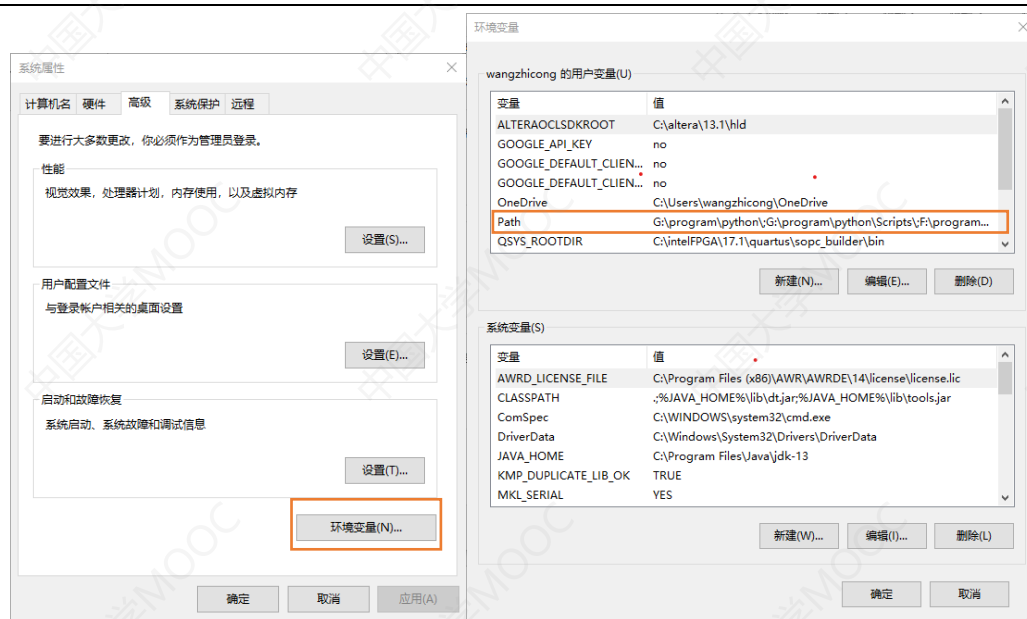 系统属性
计算机名 硬件 高级 系统保护 远程
要进行大多数更改，你必须作为管理员登录。
性能
视觉效果，处理器计划，内存使用，以及虚拟内存
设置(S)...
用户配置文件
与登录帐户相关的桌面设置
设置(E)...
启动和故障恢复
系统启动、系统故障和调试信息
设置(T)...
环境变量(N)...
确定 取消 应用(A)
环境变量
wangzhicong 的用户变量(U)
变量 值
ALTERAOCLSDKROOT C:\altera\13.1\hld
GOOGLE_API_KEY no
GOOGLE_DEFAULT_CLIEN... no
GOOGLE_DEFAULT_CLIEN... no
OneDrive C:\Users\wangzhicong\OneDrive
Path G:\program\python\;G:\program\python\Scripts\;F:\program...
QSYS_ROOTDIR C:\intelFPGA\17.1\quartus\sopc_builder\bin
新建(N)... 编辑(E)... 删除(D)
系统变量(S)
变量 值
AWRD_LICENSE_FILE C:\Program Files (x86)\AWR\AWRDE\14\license\license.lic
CLASSPATH .;%JAVA_HOME%\lib\dt.jar;%JAVA_HOME%\lib\tools.jar
ComSpec C:\WINDOWS\system32\cmd.exe
DriverData C:\Windows\System32\Drivers\DriverData
JAVA_HOME C:\Program Files\Java\jdk-13
KMP_DUPLICATE_LIB_OK TRUE
MKL_SERIAL YES
新建(W)... 编辑(I)... 删除(L)
确定 取消
中国大学MOOC